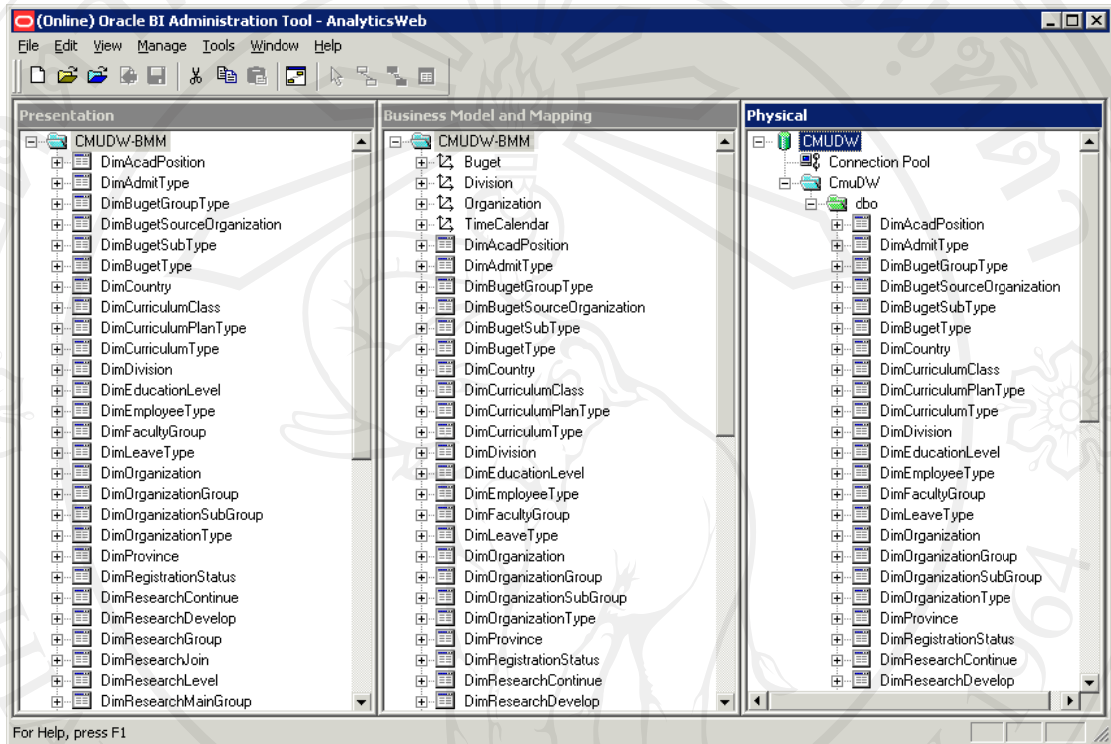 (Online) Oracle BI Administration Tool - AnalyticsWeb
File Edit View Manage Tools Window Help
Presentation
CMUDW-BMM
DimAcadPosition
DimAdmitType
DimBugetGroupType
DimBugetSourceOrganization
DimBugetSubType
DimBugetType
DimCountry
DimCurriculumClass
DimCurriculumPlanType
DimCurriculumType
DimDivision
DimEducationLevel
DimEmployeeType
DimFacultyGroup
DimLeaveType
DimOrganization
DimOrganizationGroup
DimOrganizationSubGroup
DimOrganizationType
DimProvince
DimRegistrationStatus
DimResearchContinue
DimResearchDevelop
DimResearchGroup
DimResearchJoin
DimResearchLevel
DimResearchMainGroup
Business Model and Mapping
CMUDW-BMM
Buget
Division
Organization
TimeCalendar
DimAcadPosition
DimAdmitType
DimBugetGroupType
DimBugetSourceOrganization
DimBugetSubType
DimBugetType
DimCountry
DimCurriculumClass
DimCurriculumPlanType
DimCurriculumType
DimDivision
DimEducationLevel
DimEmployeeType
DimFacultyGroup
DimLeaveType
DimOrganization
DimOrganizationGroup
DimOrganizationSubGroup
DimOrganizationType
DimProvince
DimRegistrationStatus
DimResearchContinue
DimResearchDevelop
Physical
CMUDW
Connection Pool
CmuDW
dbo
DimAcadPosition
DimAdmitType
DimBugetGroupType
DimBugetSourceOrganization
DimBugetSubType
DimBugetType
DimCountry
DimCurriculumClass
DimCurriculumPlanType
DimCurriculumType
DimDivision
DimEducationLevel
DimEmployeeType
DimFacultyGroup
DimLeaveType
DimOrganization
DimOrganizationGroup
DimOrganizationSubGroup
DimOrganizationType
DimProvince
DimRegistrationStatus
DimResearchContinue
DimResearchDevelop
For Help, press F1